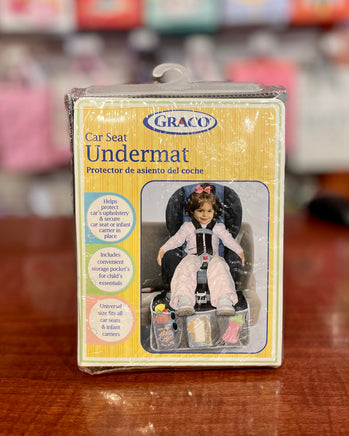 GRACO
Car Seat
Undermat
Protector de asiento del coche
Helps
protect
car's upholstery
& secure
car seat or infant
carrier in
place
Includes
convenient
storage pocket's
for child's
essentials
Universal
size fits all
car seats
& infant
carriers